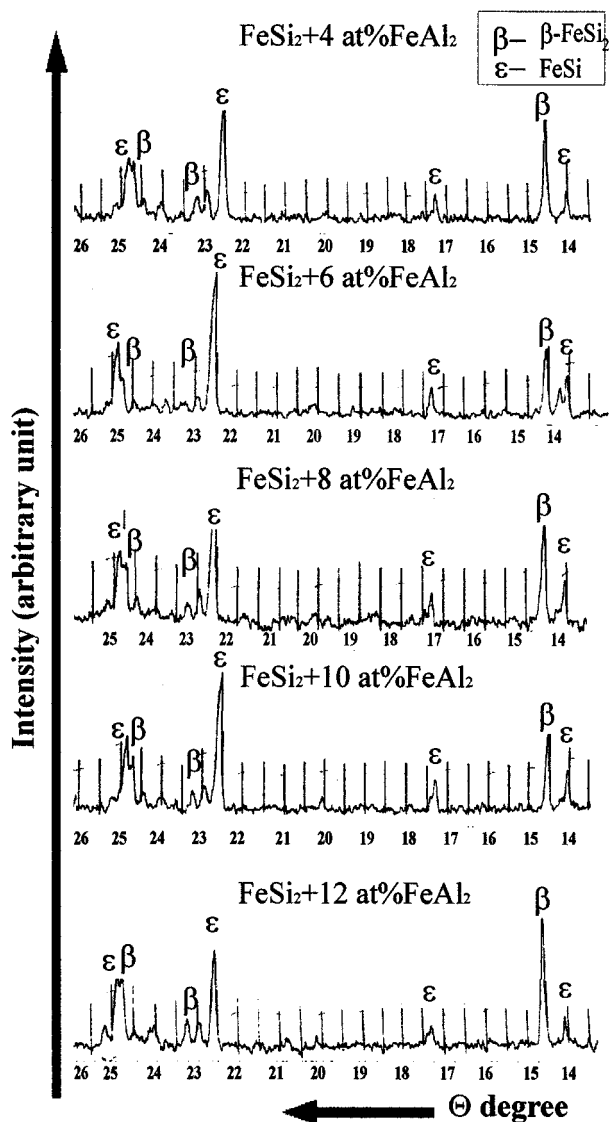 FeSi₂+4 at%FeAl₂
β– β-FeSi₂
ε– FeSi
ε β β ε ε β ε
26 25 24 23 22 21 20 19 18 17 16 15 14
FeSi₂+6 at%FeAl₂
ε β β ε ε β ε
26 25 24 23 22 21 20 19 18 17 16 15 14
FeSi₂+8 at%FeAl₂
ε β β ε ε β ε
25 24 23 22 21 20 19 18 17 16 15 14
FeSi₂+10 at%FeAl₂
ε β β ε ε β ε
26 25 24 23 22 21 20 19 18 17 16 15 14
FeSi₂+12 at%FeAl₂
ε β β ε ε β ε
26 25 24 23 22 21 20 19 18 17 16 15 14
Θ degree
Intensity (arbitrary unit)